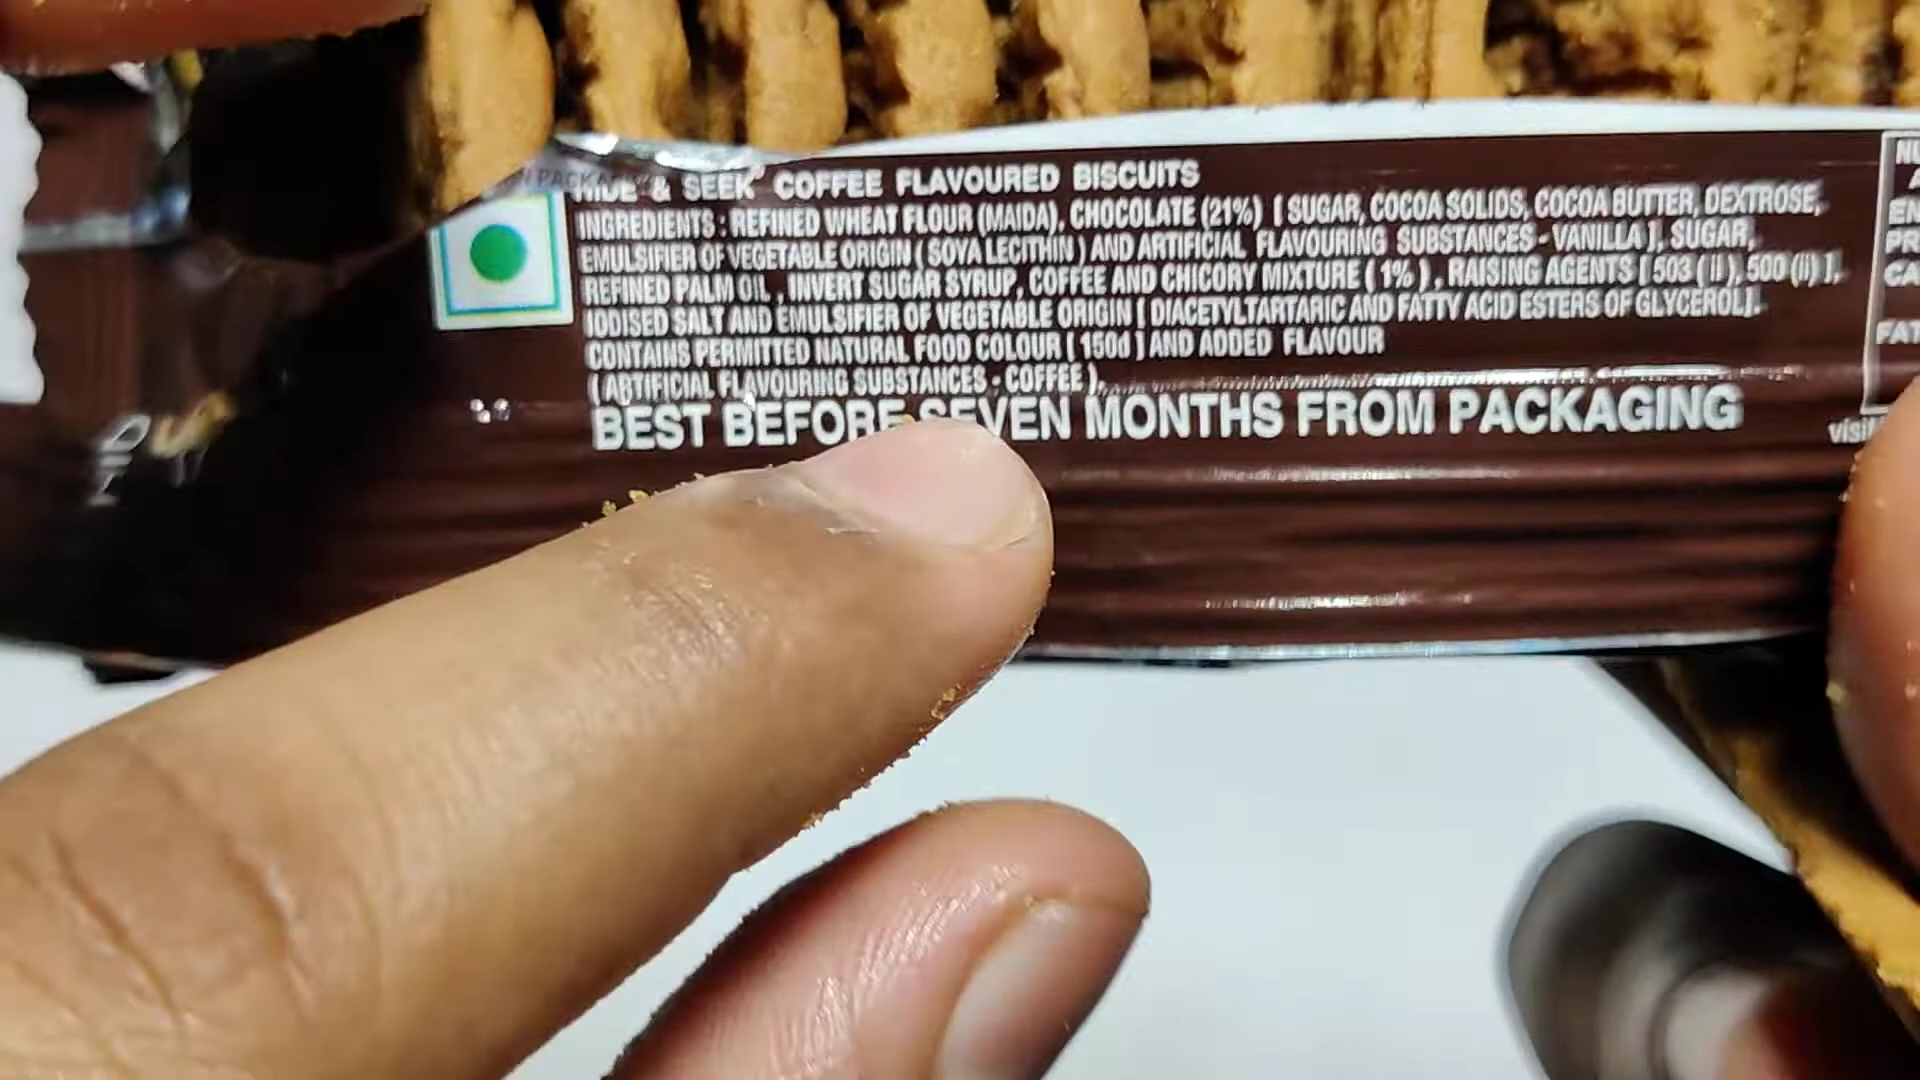 HIDE & SEEK COFFEE FLAVOURED BISCUITS
INGREDIENTS : REFINED WHEAT FLOUR (MAIDA), CHOCOLATE (21%) [ SUGAR, COCOA SOLIDS, COCOA BUTTER, DEXTROSE,
EMULSIFIER OF VEGETABLE ORIGIN ( SOYA LECITHIN ) AND ARTIFICIAL FLAVOURING SUBSTANCES - VANILLA ], SUGAR,
REFINED PALM OIL , INVERT SUGAR SYRUP, COFFEE AND CHICORY MIXTURE ( 1% ) , RAISING AGENTS [ 503 ( ii ), 500 (ii) ],
IODISED SALT AND EMULSIFIER OF VEGETABLE ORIGIN [ DIACETYLTARTARIC AND FATTY ACID ESTERS OF GLYCEROL].
CONTAINS PERMITTED NATURAL FOOD COLOUR [ 150d ] AND ADDED FLAVOUR
( ARTIFICIAL FLAVOURING SUBSTANCES - COFFEE ).
BEST BEFORE SEVEN MONTHS FROM PACKAGING